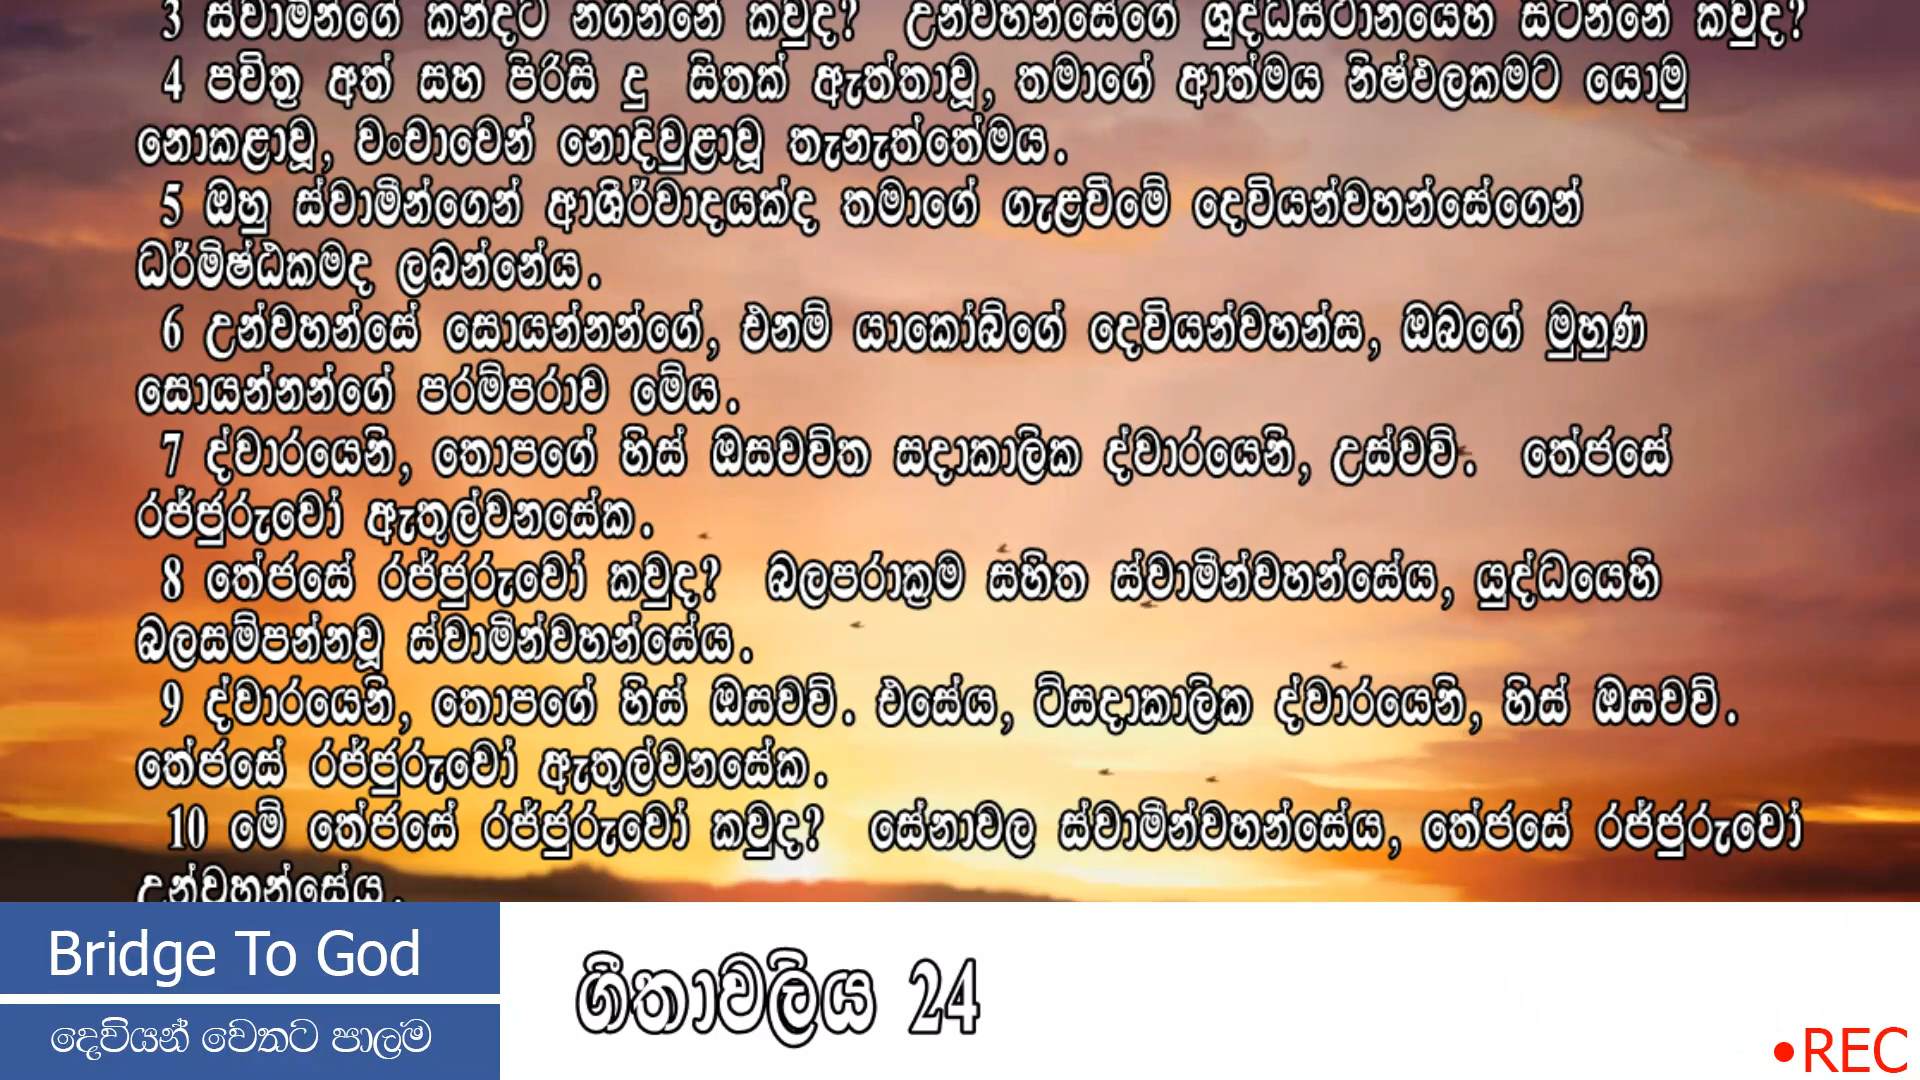 3 ස්වාමීන්ගේ කන්දට නගින්නේ කවුද? උන්වහන්සේගේ ශුද්ධස්ථානයෙහි සිටින්නේ කවුද?
4 පවිත්‍ර අත් සහ පිරිසි දු සිතක් ඇත්තාවූ, තමාගේ ආත්මය නිෂ්ඵලකමට යොමු
නොකළාවූ, වංචාවෙන් නොදිවුළාවූ තැනැත්තේමය.
5 ඔහු ස්වාමීන්ගෙන් ආශීර්වාදයක්ද තමාගේ ගැළවීමේ දෙවියන්වහන්සේගෙන්
ධර්මිෂ්ඨකමද ලබන්නේය.
6 උන්වහන්සේ සොයන්නන්ගේ, එනම් යාකෝබ්ගේ දෙවියන්වහන්ස, ඔබගේ මුහුණ
සොයන්නන්ගේ පරම්පරාව මේය.
7 ද්වාරයෙනි, තොපගේ හිස් ඔසවව්ත සදාකාලික ද්වාරයෙනි, උස්වව්. තේජසේ
රජ්ජුරුවෝ ඇතුල්වනසේක.
8 තේජසේ රජ්ජුරුවෝ කවුද? බලපරාක්‍රම සහිත ස්වාමීන්වහන්සේය, යුද්ධයෙහි
බලසම්පන්නවූ ස්වාමීන්වහන්සේය.
9 ද්වාරයෙනි, තොපගේ හිස් ඔසවව්. එසේය, ට්සදාකාලික ද්වාරයෙනි, හිස් ඔසවව්.
තේජසේ රජ්ජුරුවෝ ඇතුල්වනසේක.
10 මේ තේජසේ රජ්ජුරුවෝ කවුද? සේනාවල ස්වාමීන්වහන්සේය, තේජසේ රජ්ජුරුවෝ
උන්වහන්සේය.
Bridge To God
දෙවියන් වෙතට පාලම
ගීතාවලිය 24
•REC